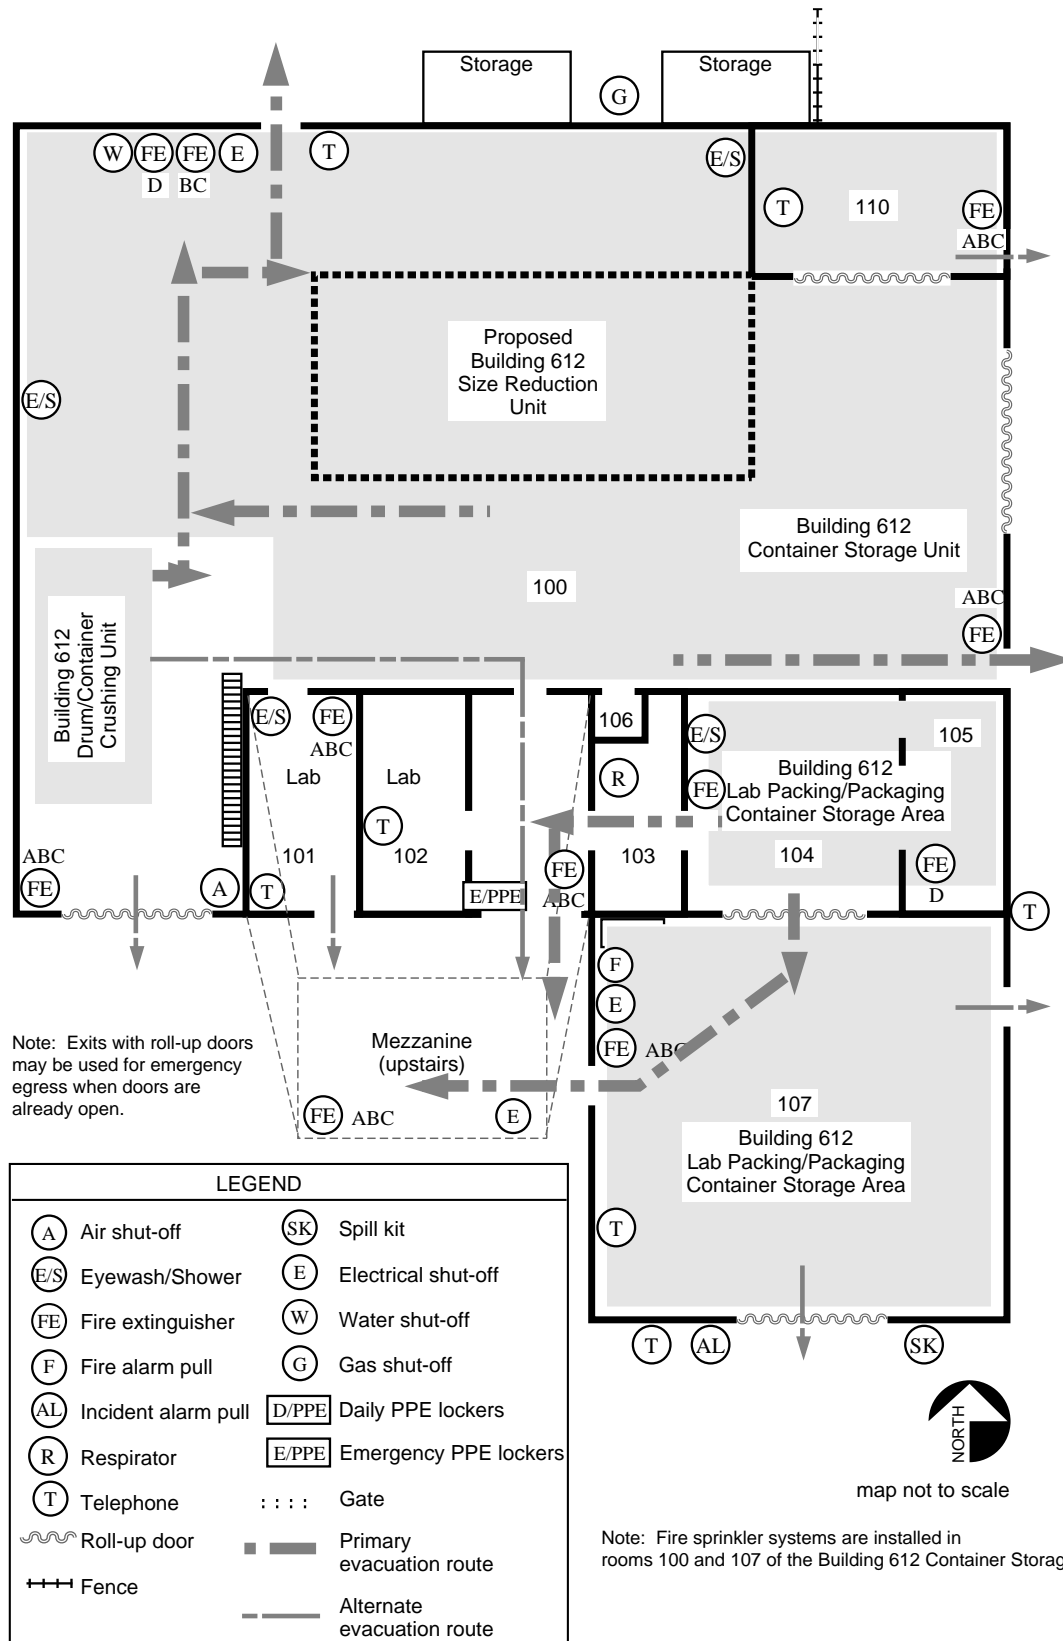 Storage
Storage
G
W
FE
FE
E
T
E/S
D
BC
T
110
FE
ABC
Proposed
Building 612
Size Reduction
Unit
E/S
Building 612
Container Storage Unit
100
ABC
FE
Building 612
Drum/Container
Crushing Unit
E/S
FE
ABC
106
E/S
105
Lab
Lab
R
FE
Building 612
Lab Packing/Packaging
Container Storage Area
T
101
102
103
104
ABC
FE
A
T
E/PPE
FE
ABC
FE
D
T
F
E
FE
ABC
Note: Exits with roll-up doors
may be used for emergency
egress when doors are
already open.
Mezzanine
(upstairs)
FE
ABC
E
107
Building 612
Lab Packing/Packaging
Container Storage Area
T
T
AL
SK
LEGEND
A Air shut-off
E/S Eyewash/Shower
FE Fire extinguisher
F Fire alarm pull
AL Incident alarm pull
R Respirator
T Telephone
Roll-up door
Fence
SK Spill kit
E Electrical shut-off
W Water shut-off
G Gas shut-off
D/PPE Daily PPE lockers
E/PPE Emergency PPE lockers
Gate
Primary
evacuation route
Alternate
evacuation route
NORTH
map not to scale
Note: Fire sprinkler systems are installed in
rooms 100 and 107 of the Building 612 Container Storag